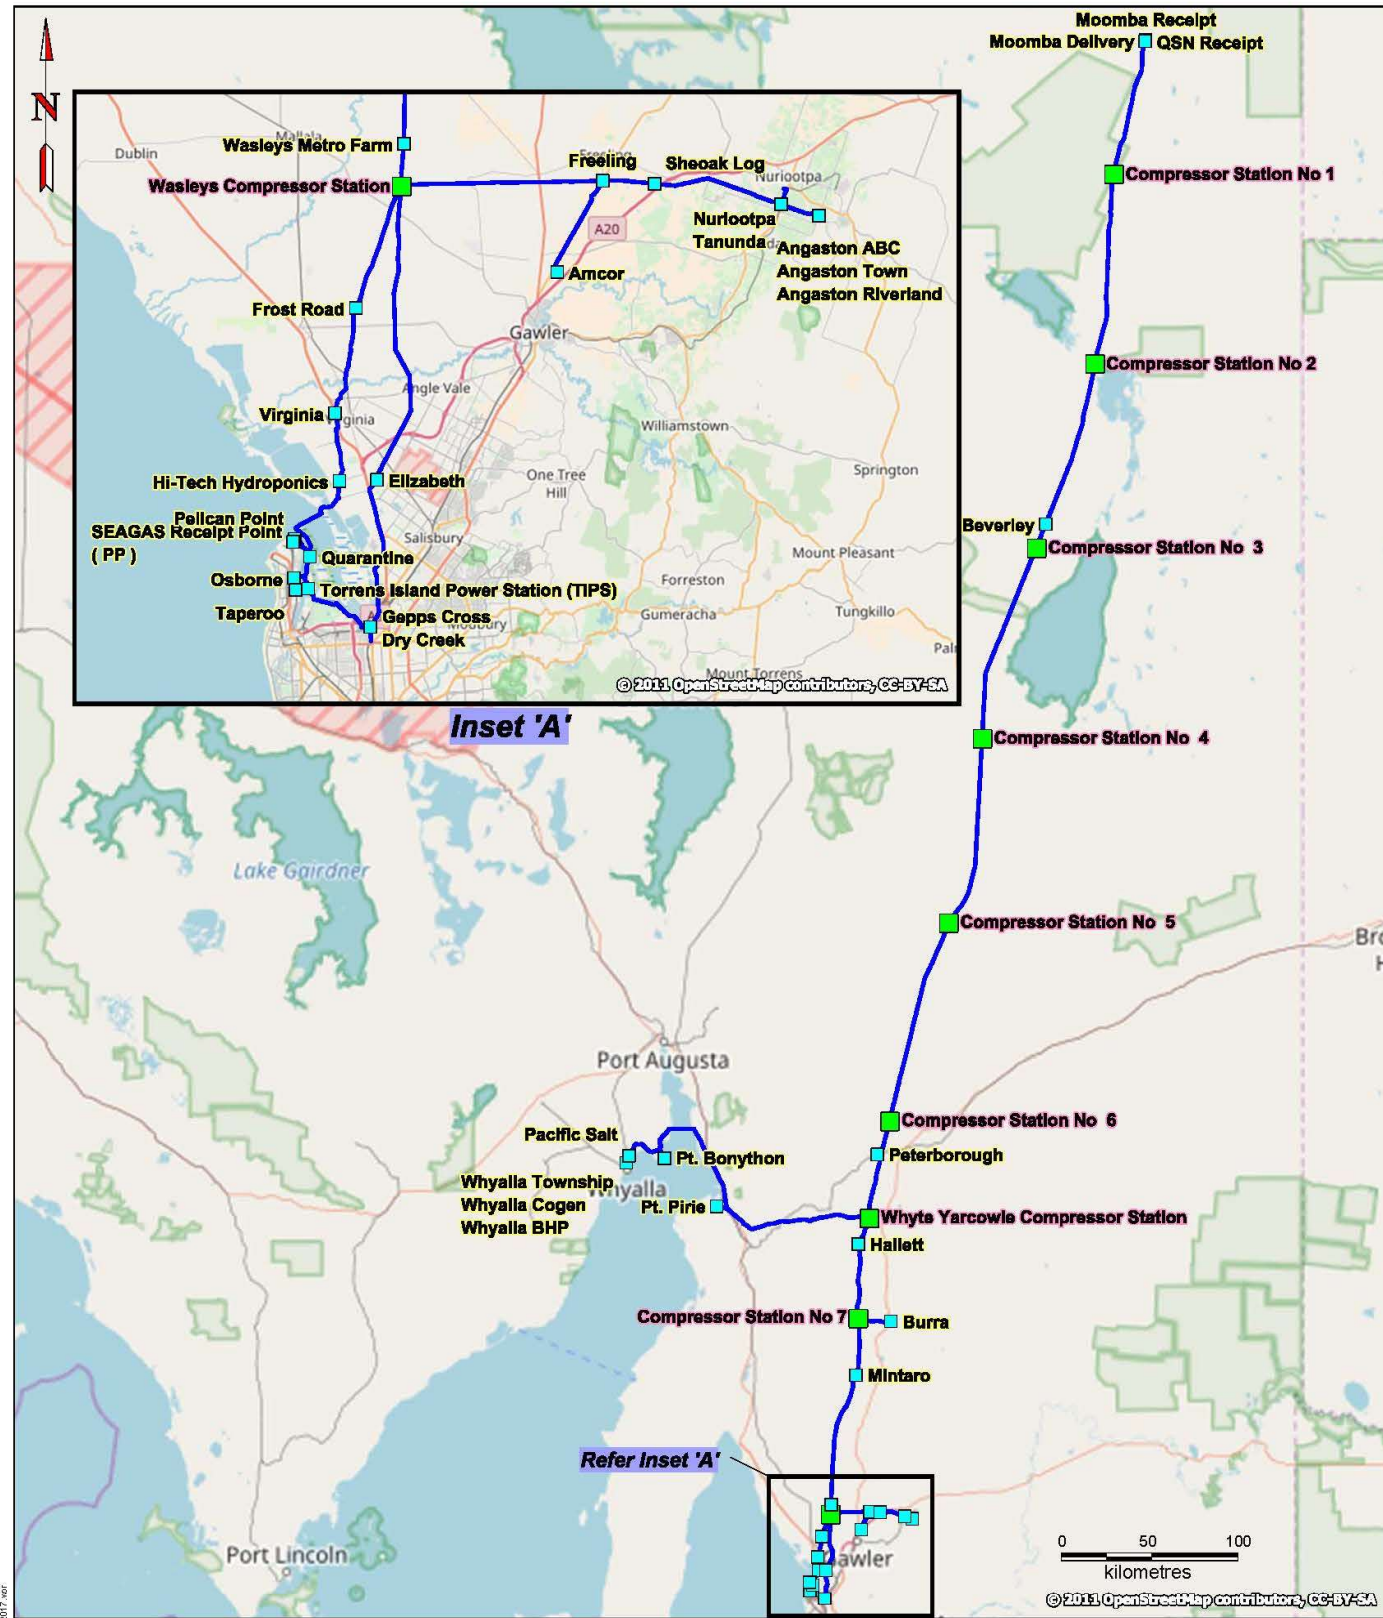 Moomba Receipt
Moomba Delivery
QSN Receipt
N
Compressor Station No 1
Compressor Station No 2
Beverley
Compressor Station No 3
Compressor Station No 4
Compressor Station No 5
Compressor Station No 6
Peterborough
Whyte Yarcowie Compressor Station
Hallett
Compressor Station No 7
Burra
Mintaro
Mallala
Dublin
Wasleys Metro Farm
Wasleys Compressor Station
Freeling
Freeling
Sheoak Log
Nuriootpa
Nuriootpa
Tanunda
A20
Angaston ABC
Angaston Town
Angaston Riverland
Amcor
Frost Road
Gawler
Angle Vale
Virginia
Virginia
Williamstown
Springton
One Tree
Hill
Hi-Tech Hydroponics
Elizabeth
Pelican Point
SEAGAS Receipt Point
( PP )
Salisbury
Quarantine
Mount Pleasant
Osborne
Torrens Island Power Station (TIPS)
Forreston
Taperoo
Gepps Cross
Gumeracha
Tungkillo
Dry Creek
Modbury
Pal
Mount Torrens
© 2011 OpenStreetMap contributors, CC-BY-SA
Inset 'A'
Lake Gairdner
Bro
H
Port Augusta
Pacific Salt
Pt. Bonython
Whyalla Township
Whyalla
Whyalla Cogen
Pt. Pirie
Whyalla BHP
Refer Inset 'A'
Port Lincoln
Gawler
0 50 100
kilometres
© 2011 OpenStreetMap contributors, CC-BY-SA